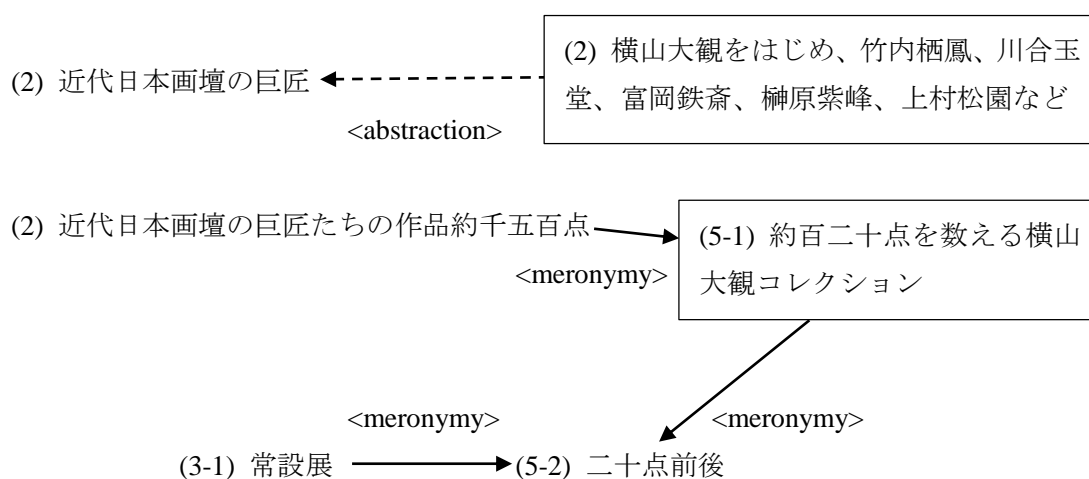 (2) 横山大観をはじめ、竹内栖鳳、川合玉
堂、富岡鉄斎、榊原紫峰、上村松園など
(2) 近代日本画壇の巨匠
<abstraction>
(2) 近代日本画壇の巨匠たちの作品約千五百点
(5-1) 約百二十点を数える横山
大観コレクション
<meronymy>
<meronymy>
<meronymy>
(3-1) 常設展
(5-2) 二十点前後